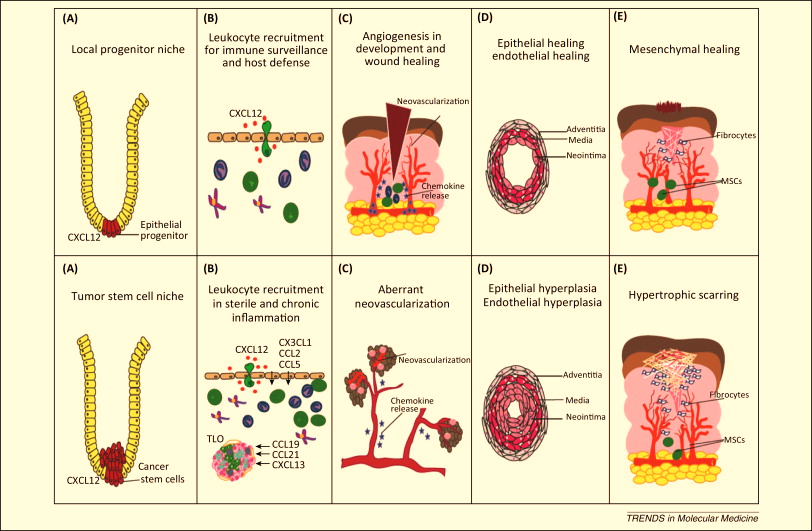 (A)
Local progenitor niche
CXCL12
Epithelial
progenitor
(B)
Leukocyte recruitment
for immune surveillance
and host defense
CXCL12
(C)
Angiogenesis in
development and
wound healing
Neovascularization
Chemokine
release
(D)
Epithelial healing
endothelial healing
Adventitia
Media
Neointima
(E)
Mesenchymal healing
Fibrocytes
MSCs
(A)
Tumor stem cell niche
CXCL12
Cancer
stem cells
(B)
Leukocyte recruitment
in sterile and chronic
inflammation
CXCL12
CX3CL1
CCL2
CCL5
TLO
CCL19
CCL21
CXCL13
(C)
Aberrant
neovascularization
Neovascularization
Chemokine
release
(D)
Epithelial hyperplasia
Endothelial hyperplasia
Adventitia
Media
Neointima
(E)
Hypertrophic scarring
Fibrocytes
MSCs
TRENDS in Molecular Medicine